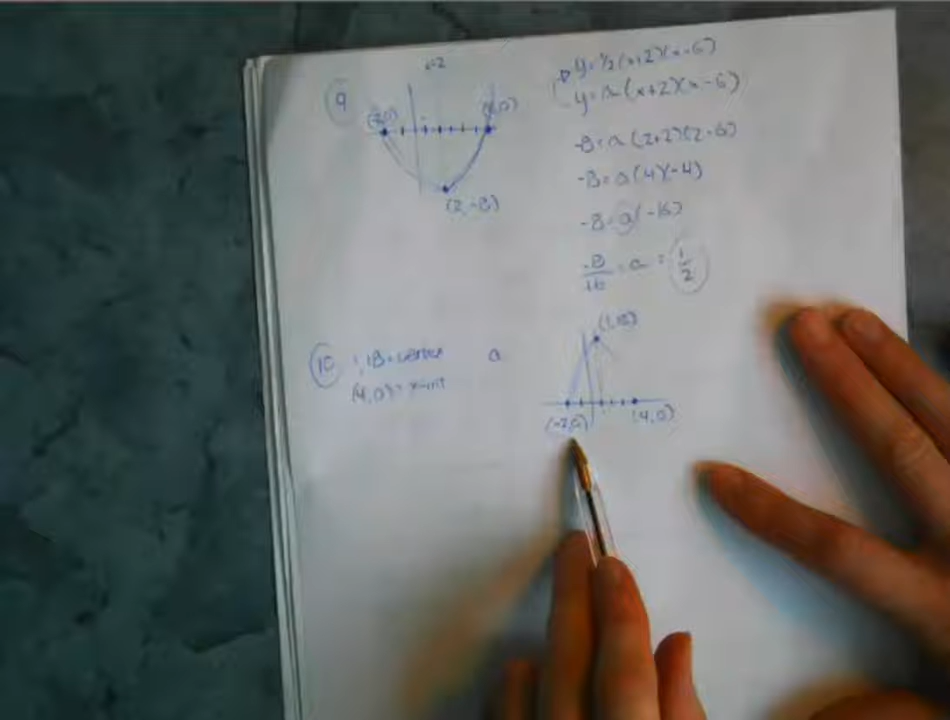 9
x=2
(-2,0)
(6,0)
(2,-8)
y=1/2(x+2)(x-6)
y=a(x+2)(x-6)
-8=a(2+2)(2-6)
-8=a(4)(-4)
-8=a(-16)
-8/-16=a=1/2
10 1,18=vertex
(4,0)=x-int
a
(1,18)
(-2,0)
(4,0)